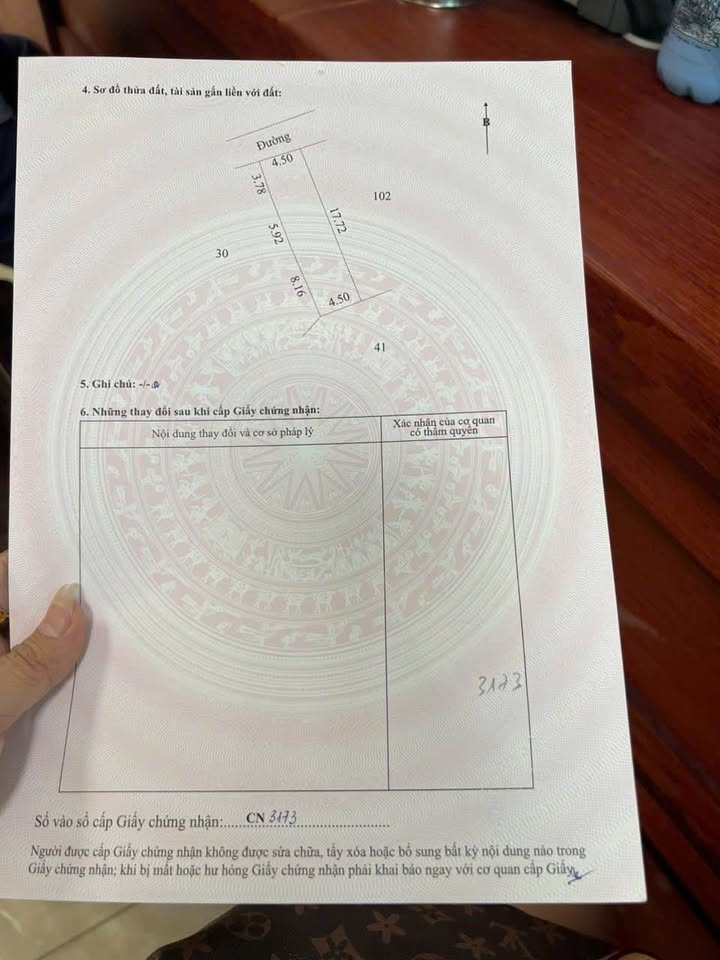 4. Sơ đồ thửa đất, tài sản gắn liền với đất:
B
Đường
4.50
3.78
102
17.72
5.92
30
8.16
4.50
41
5. Ghi chú: -/-
6. Những thay đổi sau khi cấp Giấy chứng nhận:
Nội dung thay đổi và cơ sở pháp lý
Xác nhận của cơ quan
có thẩm quyền
3173
Số vào sổ cấp Giấy chứng nhận:.....CN 3173.....................
Người được cấp Giấy chứng nhận không được sửa chữa, tẩy xóa hoặc bổ sung bất kỳ nội dung nào trong
Giấy chứng nhận; khi bị mất hoặc hư hỏng Giấy chứng nhận phải khai báo ngay với cơ quan cấp Giấy.